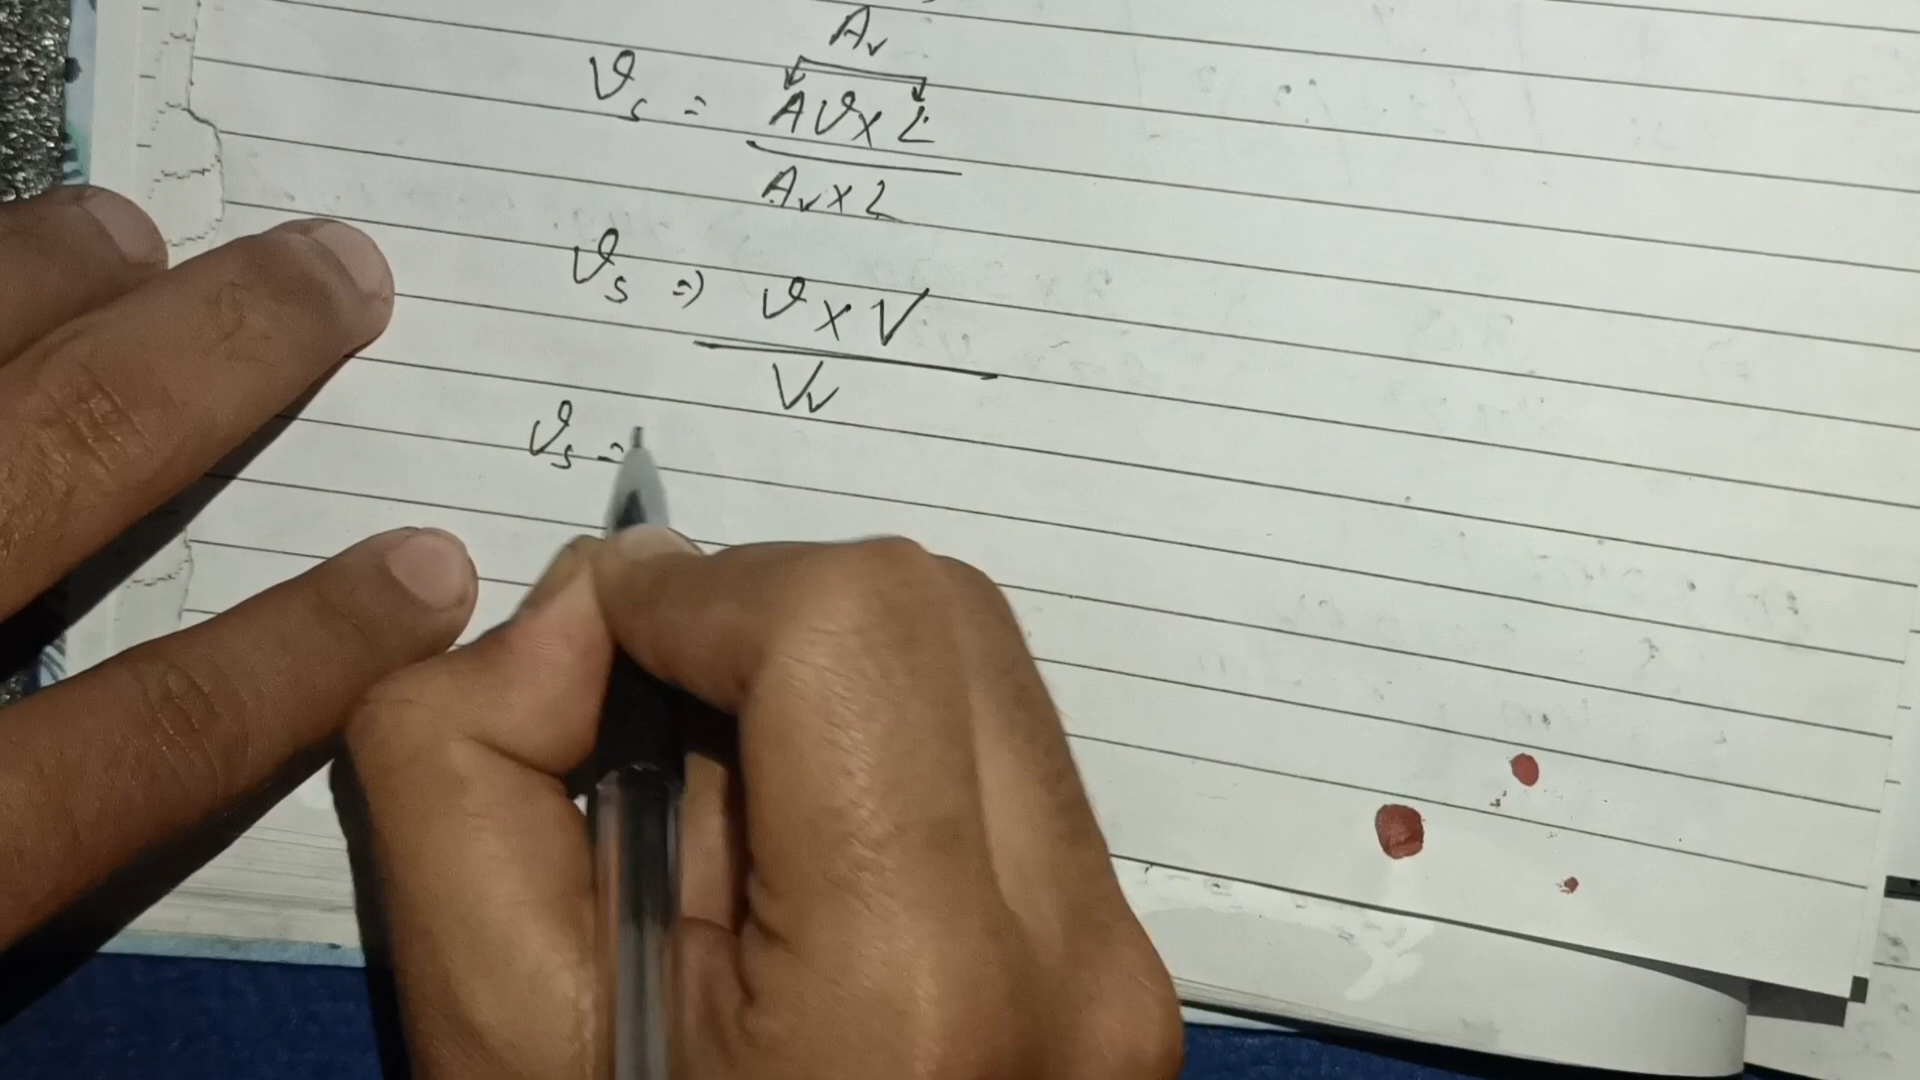 Av
ϑs = Aϑ x L / Av x L
ϑs => ϑ x V / Vv
ϑs =